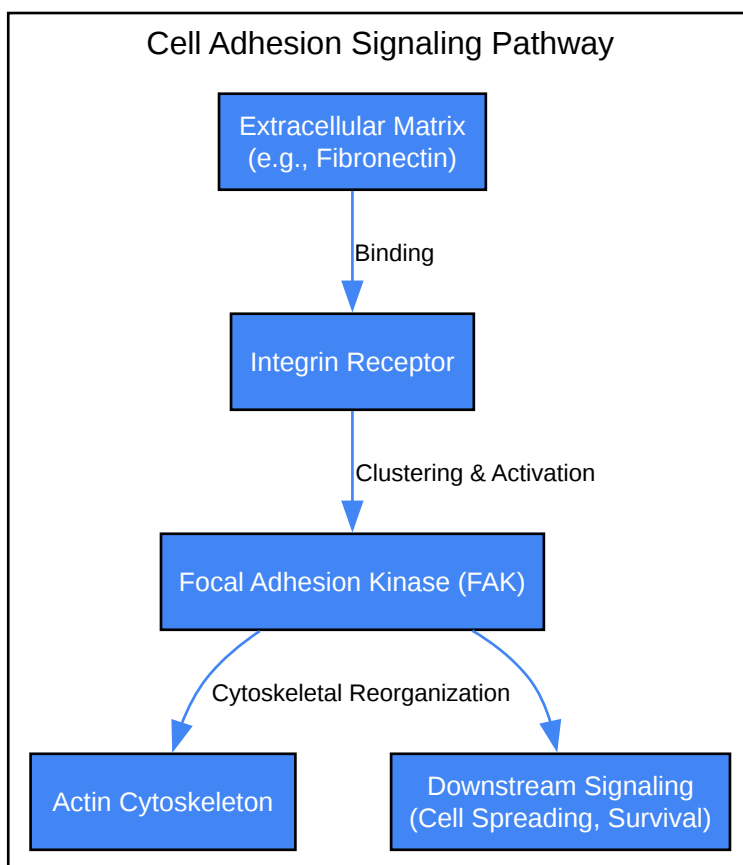 Cell Adhesion Signaling Pathway
Extracellular Matrix
(e.g., Fibronectin)
Binding
Integrin Receptor
Clustering & Activation
Focal Adhesion Kinase (FAK)
Cytoskeletal Reorganization
Actin Cytoskeleton
Downstream Signaling
(Cell Spreading, Survival)